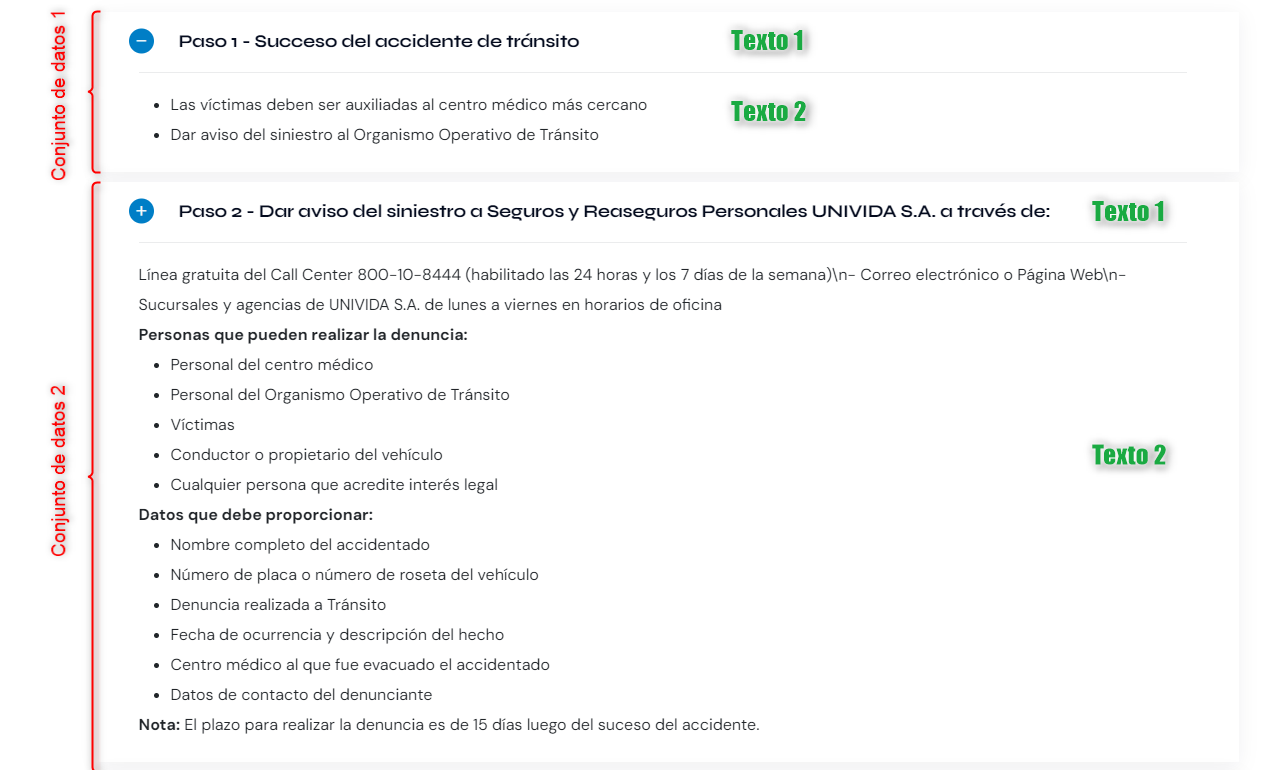 Conjunto de datos 1
Paso 1 - Succeso del accidente de tránsito
Texto 1
• Las víctimas deben ser auxiliadas al centro médico más cercano
• Dar aviso del siniestro al Organismo Operativo de Tránsito
Texto 2
Conjunto de datos 2
Paso 2 - Dar aviso del siniestro a Seguros y Reaseguros Personales UNIVIDA S.A. a través de:
Texto 1
Línea gratuita del Call Center 800-10-8444 (habilitado las 24 horas y los 7 días de la semana)\n- Correo electrónico o Página Web\n-
Sucursales y agencias de UNIVIDA S.A. de lunes a viernes en horarios de oficina
Personas que pueden realizar la denuncia:
• Personal del centro médico
• Personal del Organismo Operativo de Tránsito
• Víctimas
• Conductor o propietario del vehículo
• Cualquier persona que acredite interés legal
Texto 2
Datos que debe proporcionar:
• Nombre completo del accidentado
• Número de placa o número de roseta del vehículo
• Denuncia realizada a Tránsito
• Fecha de ocurrencia y descripción del hecho
• Centro médico al que fue evacuado el accidentado
• Datos de contacto del denunciante
Nota: El plazo para realizar la denuncia es de 15 días luego del suceso del accidente.